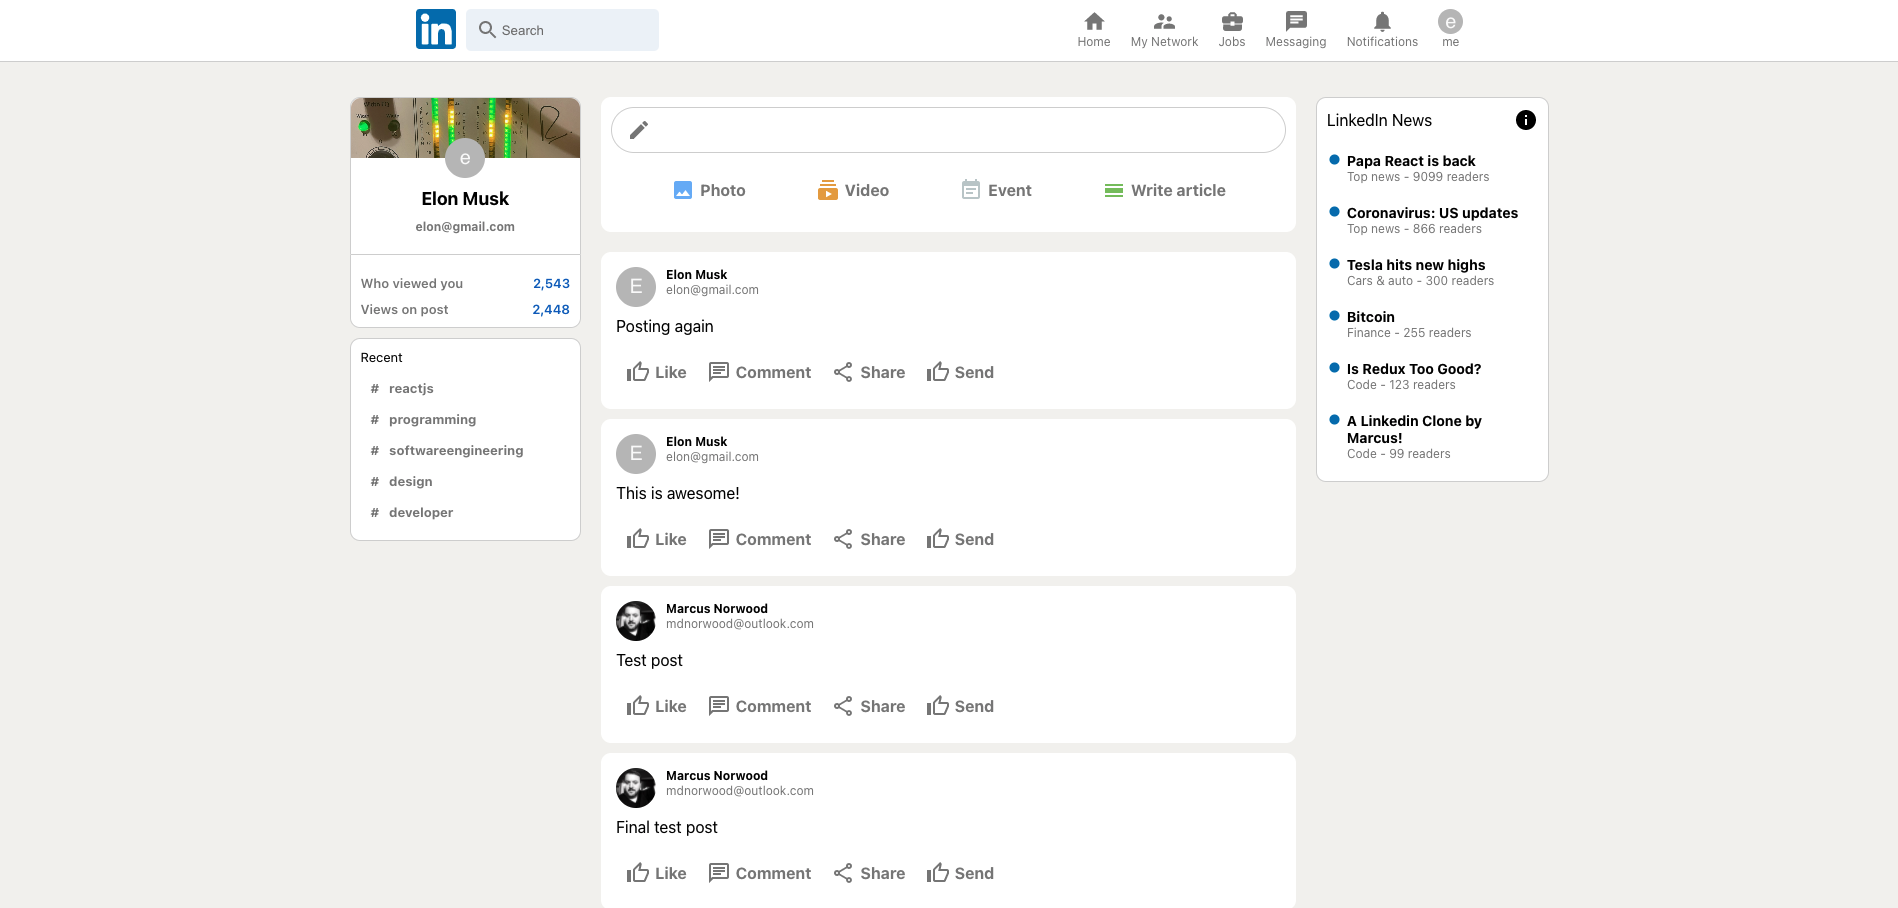 in
Search
Home
My Network
Jobs
Messaging
Notifications
e
me
e
Elon Musk
elon@gmail.com
Who viewed you 2,543
Views on post 2,448
Recent
# reactjs
# programming
# softwareengineering
# design
# developer
Photo
Video
Event
Write article
E
Elon Musk
elon@gmail.com
Posting again
Like Comment Share Send
E
Elon Musk
elon@gmail.com
This is awesome!
Like Comment Share Send
Marcus Norwood
mdnorwood@outlook.com
Test post
Like Comment Share Send
Marcus Norwood
mdnorwood@outlook.com
Final test post
Like Comment Share Send
LinkedIn News
Papa React is back
Top news - 9099 readers
Coronavirus: US updates
Top news - 866 readers
Tesla hits new highs
Cars & auto - 300 readers
Bitcoin
Finance - 255 readers
Is Redux Too Good?
Code - 123 readers
A Linkedin Clone by
Marcus!
Code - 99 readers